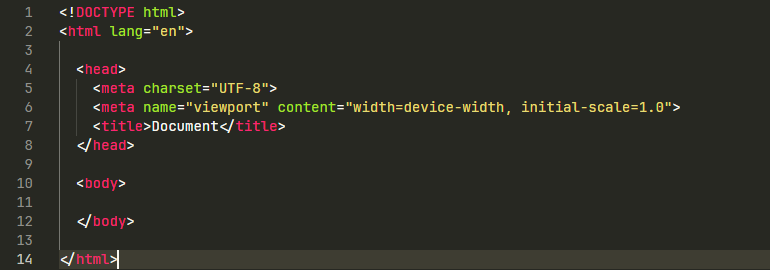 1 <!DOCTYPE html>
2 <html lang="en">
3
4 <head>
5 <meta charset="UTF-8">
6 <meta name="viewport" content="width=device-width, initial-scale=1.0">
7 <title>Document</title>
8 </head>
9
10 <body>
11
12 </body>
13
14 </html>